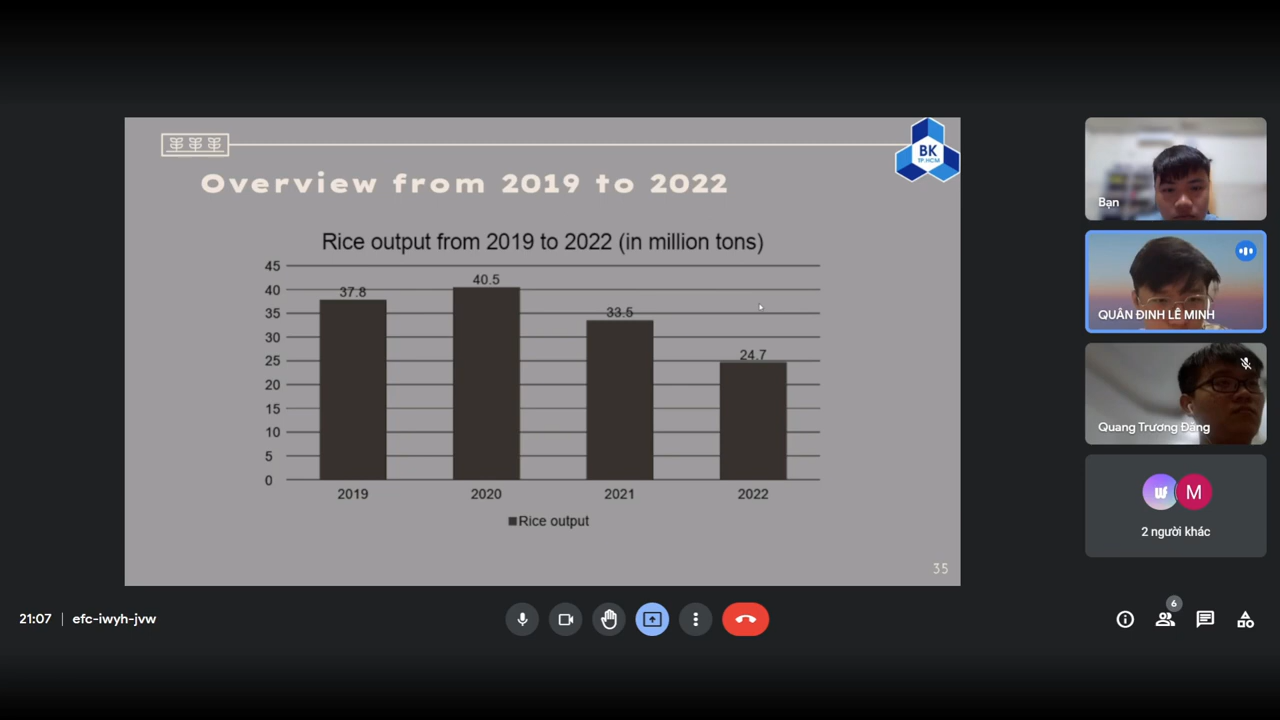 BK
TP.HCM
Overview from 2019 to 2022
Rice output from 2019 to 2022 (in million tons)
45
40
35
30
25
20
15
10
5
0
37.8
40.5
33.5
24.7
2019
2020
2021
2022
Rice output
35
Bạn
QUÂN ĐINH LÊ MINH
Quang Trương Đăng
M
2 người khác
21:07
efc-iwyh-jvw
6